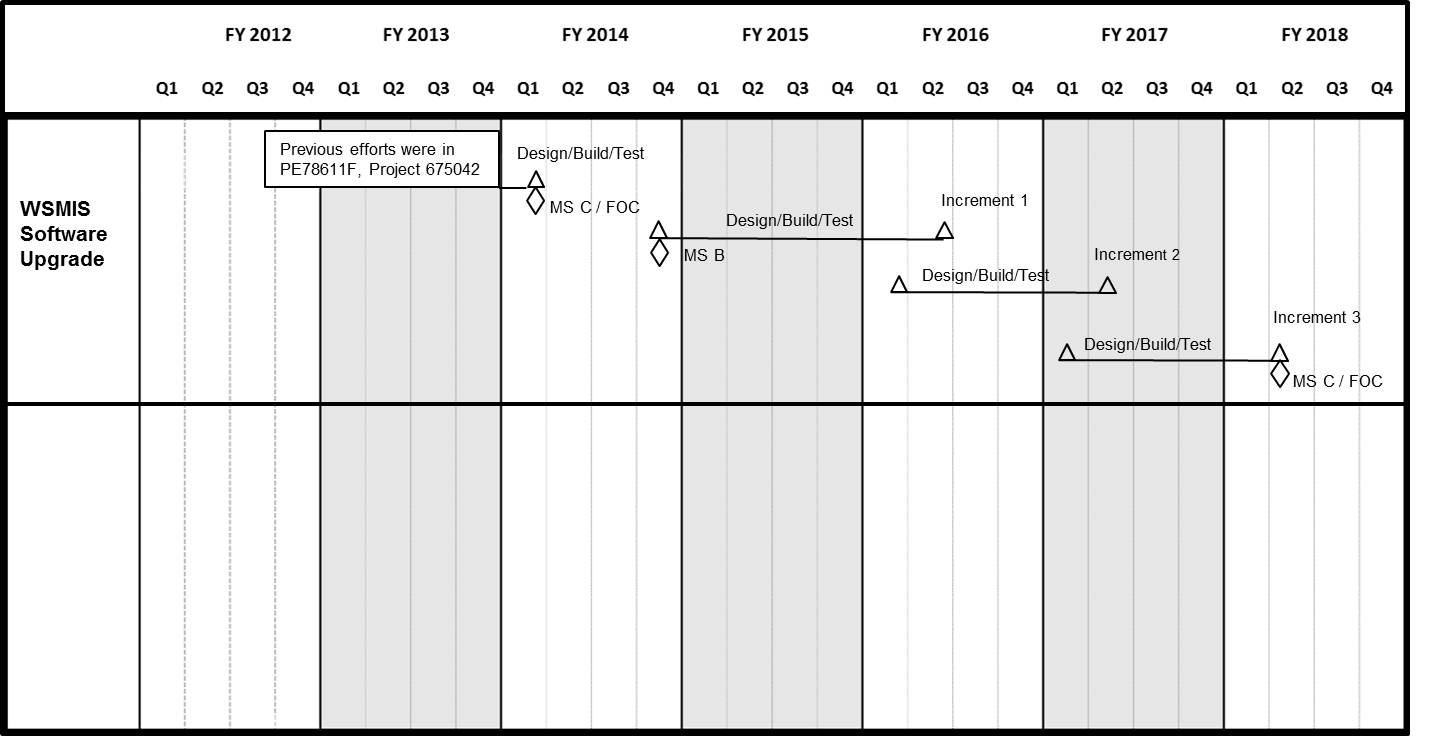 FY 2012 FY 2013 FY 2014 FY 2015 FY 2016 FY 2017 FY 2018
Q1 Q2 Q3 Q4 Q1 Q2 Q3 Q4 Q1 Q2 Q3 Q4 Q1 Q2 Q3 Q4 Q1 Q2 Q3 Q4 Q1 Q2 Q3 Q4 Q1 Q2 Q3 Q4
WSMIS
Software
Upgrade
Previous efforts were in
PE78611F, Project 675042
Design/Build/Test
MS C / FOC
Design/Build/Test
Increment 1
MS B
Design/Build/Test
Increment 2
Design/Build/Test
Increment 3
MS C / FOC